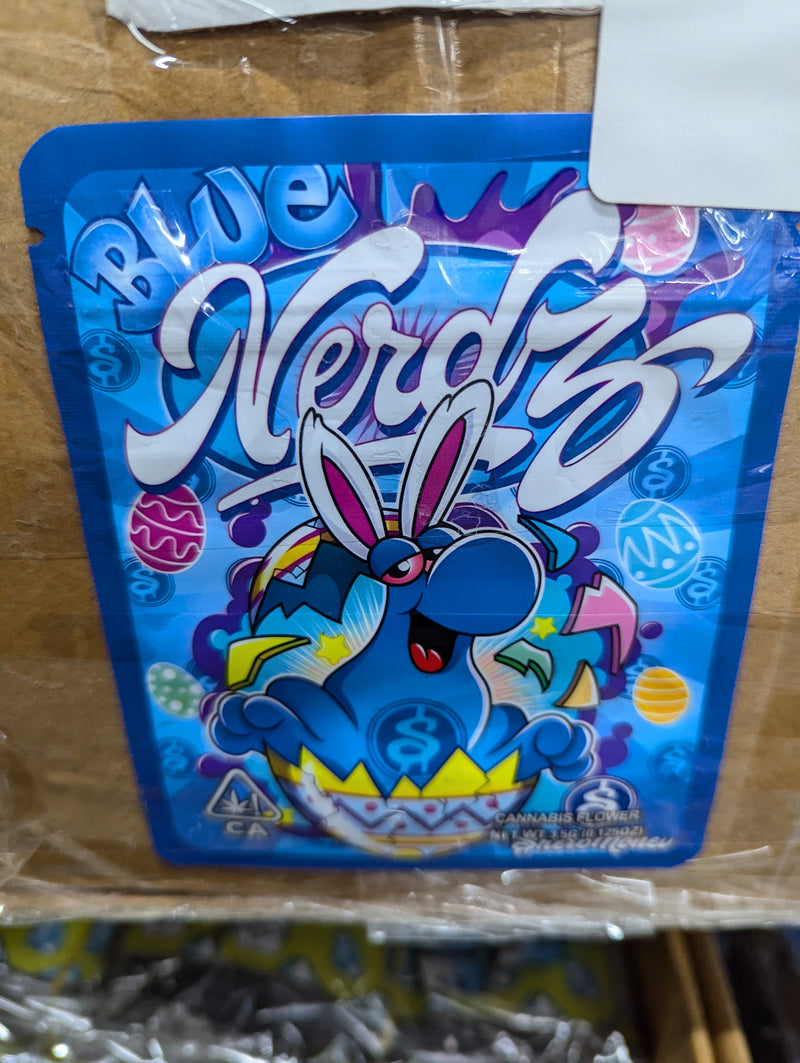 BLUE
Nerdz
CA
CANNABIS FLOWER
NET WT 3.5G (0.125OZ)